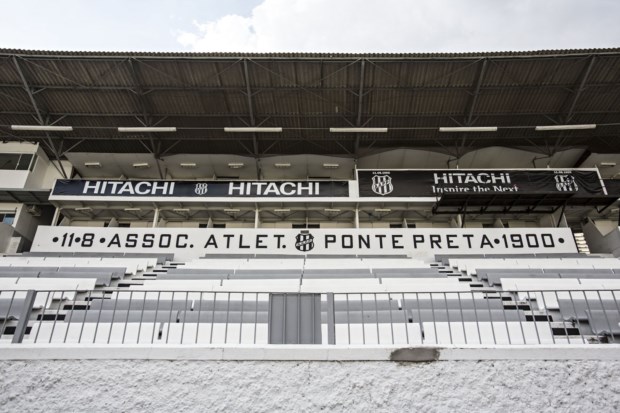 HITACHI HITACHI
HITACHI
Inspire the Next
11·8·ASSOC. ATLET. PONTE PRETA·1900·